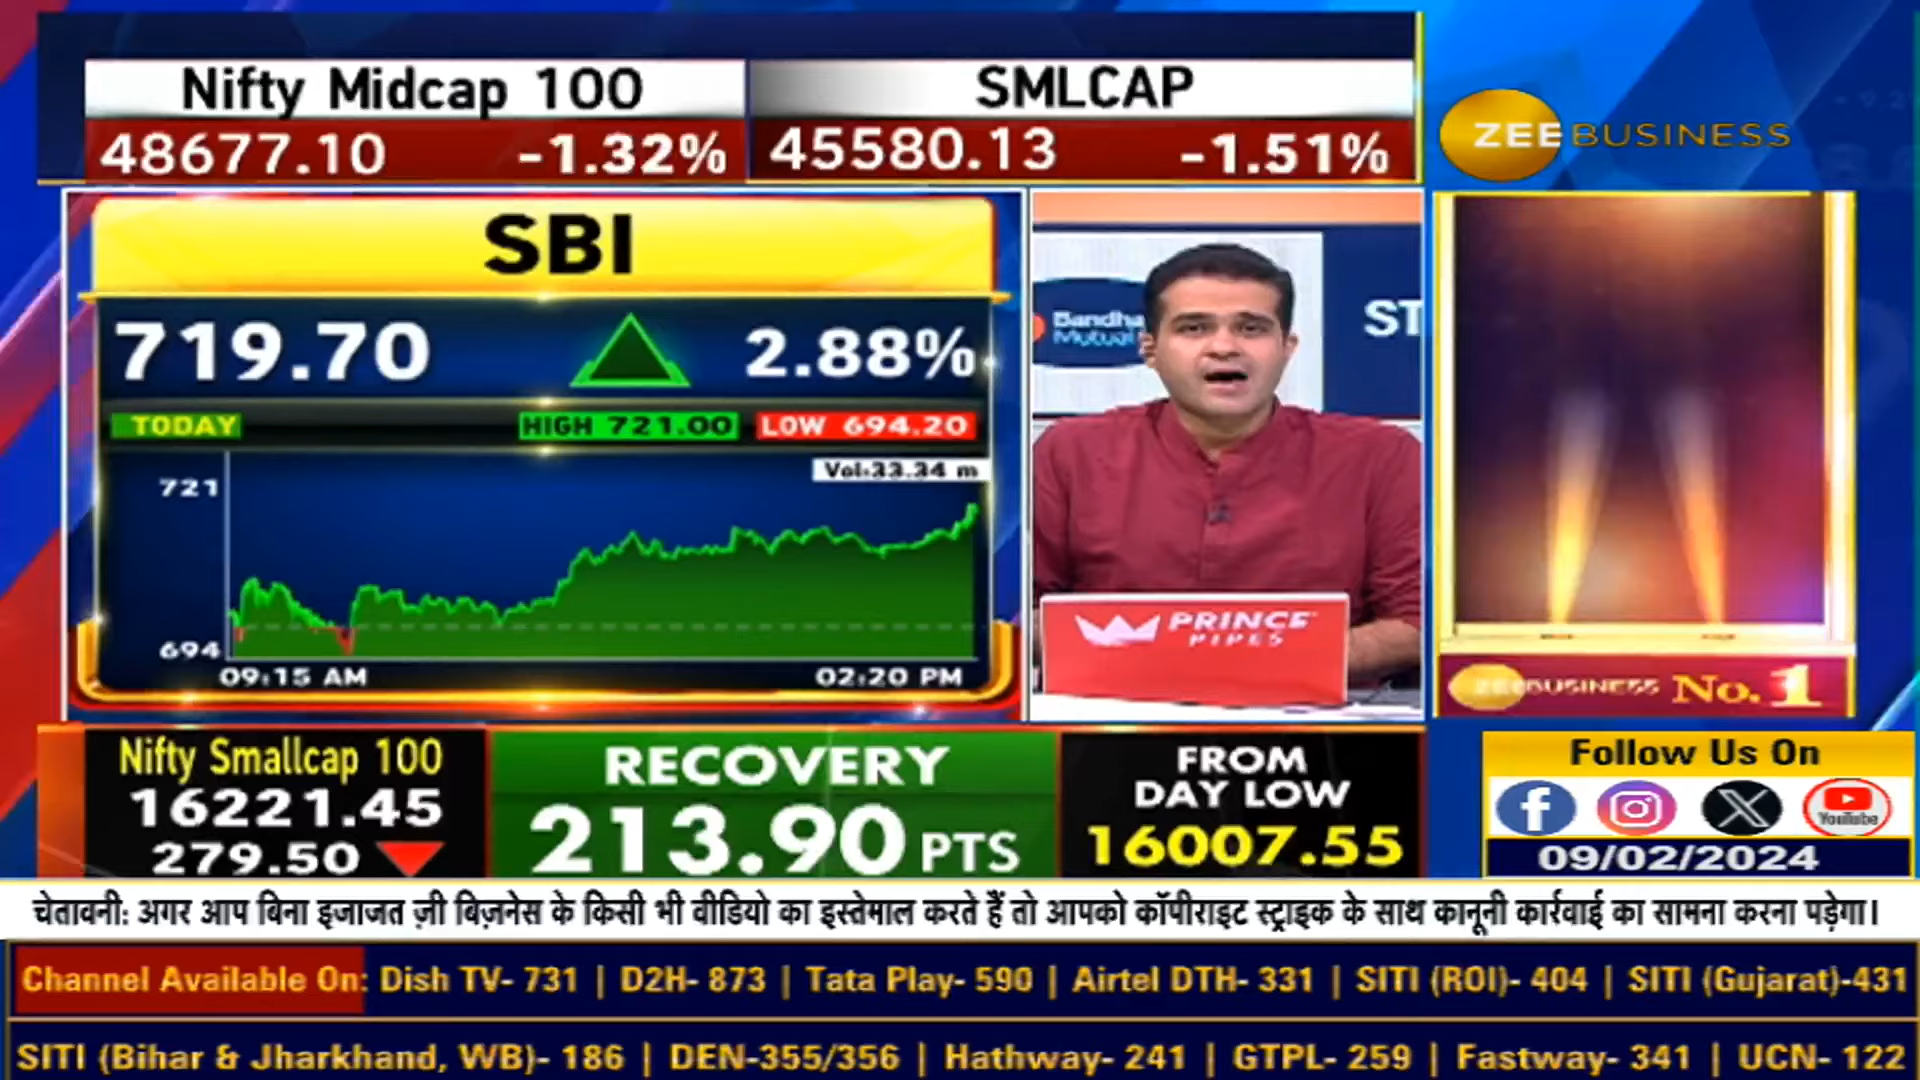 Nifty Midcap 100
48677.10 -1.32%
SMLCAP
45580.13 -1.51%
ZEE BUSINESS
SBI
719.70 2.88%
TODAY HIGH 721.00 LOW 694.20
Vol:33.34 m
721
694
09:15 AM 02:20 PM
Bandha
Mutual
ST
PRINCE
PIPES
ZEE BUSINESS No. 1
Nifty Smallcap 100
16221.45
279.50
RECOVERY
213.90 PTS
FROM
DAY LOW
16007.55
Follow Us On
YouTube
09/02/2024
चेतावनी: अगर आप बिना इजाजत ज़ी बिज़नेस के किसी भी वीडियो का इस्तेमाल करते हैं तो आपको कॉपीराइट स्ट्राइक के साथ कानूनी कार्रवाई का सामना करना पड़ेगा।
Channel Available On: Dish TV- 731 | D2H- 873 | Tata Play- 590 | Airtel DTH- 331 | SITI (ROI)- 404 | SITI (Gujarat)-431
SITI (Bihar & Jharkhand, WB)- 186 | DEN-355/356 | Hathway- 241 | GTPL- 259 | Fastway- 341 | UCN- 122